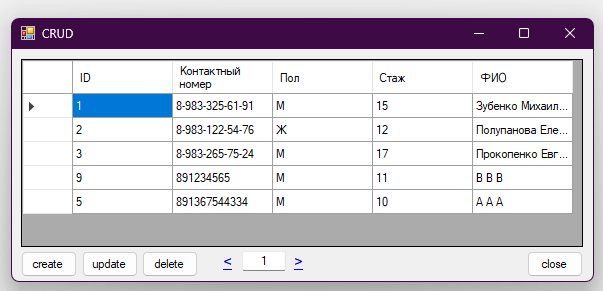 CRUD
ID Контактный номер Пол Стаж ФИО
1 8-983-325-61-91 М 15 Зубенко Михаил...
2 8-983-122-54-76 Ж 12 Полупанова Еле...
3 8-983-265-75-24 М 17 Прокопенко Евг...
9 891234565 М 11 В В В
5 891367544334 М 10 А А А
create update delete < 1 > close